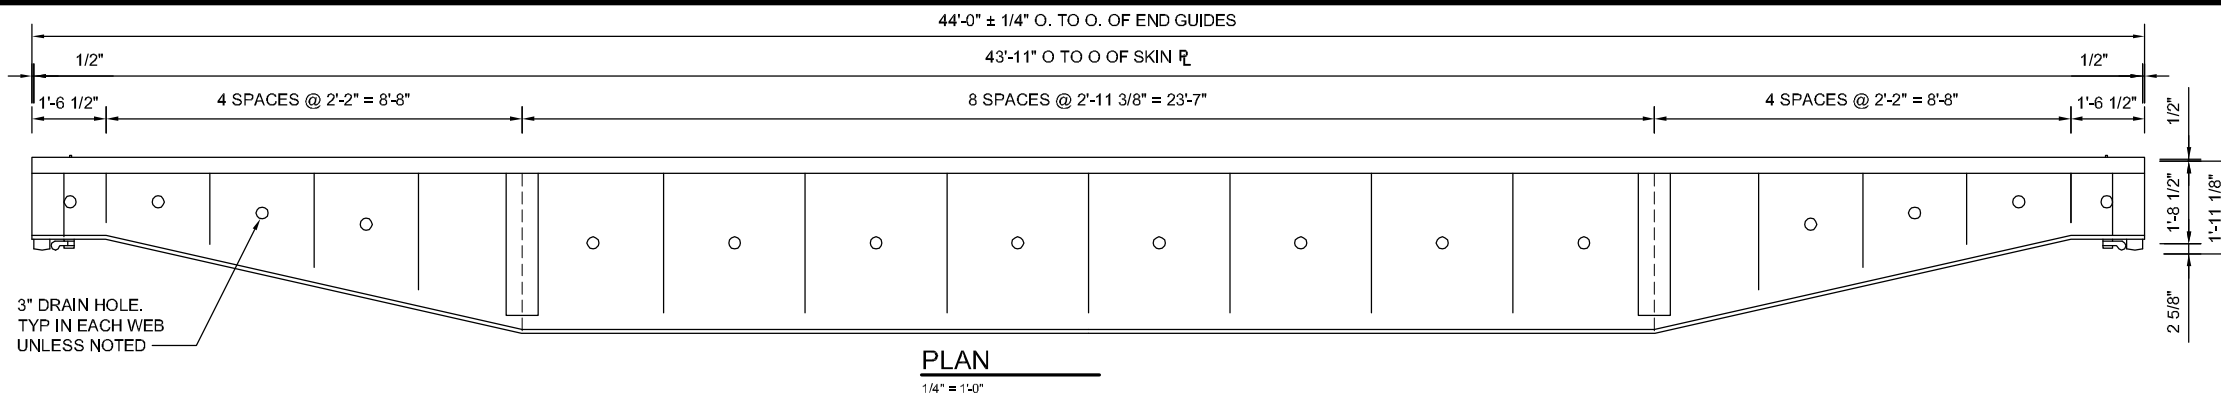 44'-0" ± 1/4" O. TO O. OF END GUIDES
1/2"
43'-11" O TO O OF SKIN ℄
1/2"
1'-6 1/2"
4 SPACES @ 2'-2" = 8'-8"
8 SPACES @ 2'-11 3/8" = 23'-7"
4 SPACES @ 2'-2" = 8'-8"
1'-6 1/2"
1/2"
1'-8 1/2"
1'-11 1/8"
2 5/8"
3" DRAIN HOLE.
TYP IN EACH WEB
UNLESS NOTED
PLAN
1/4" = 1'-0"